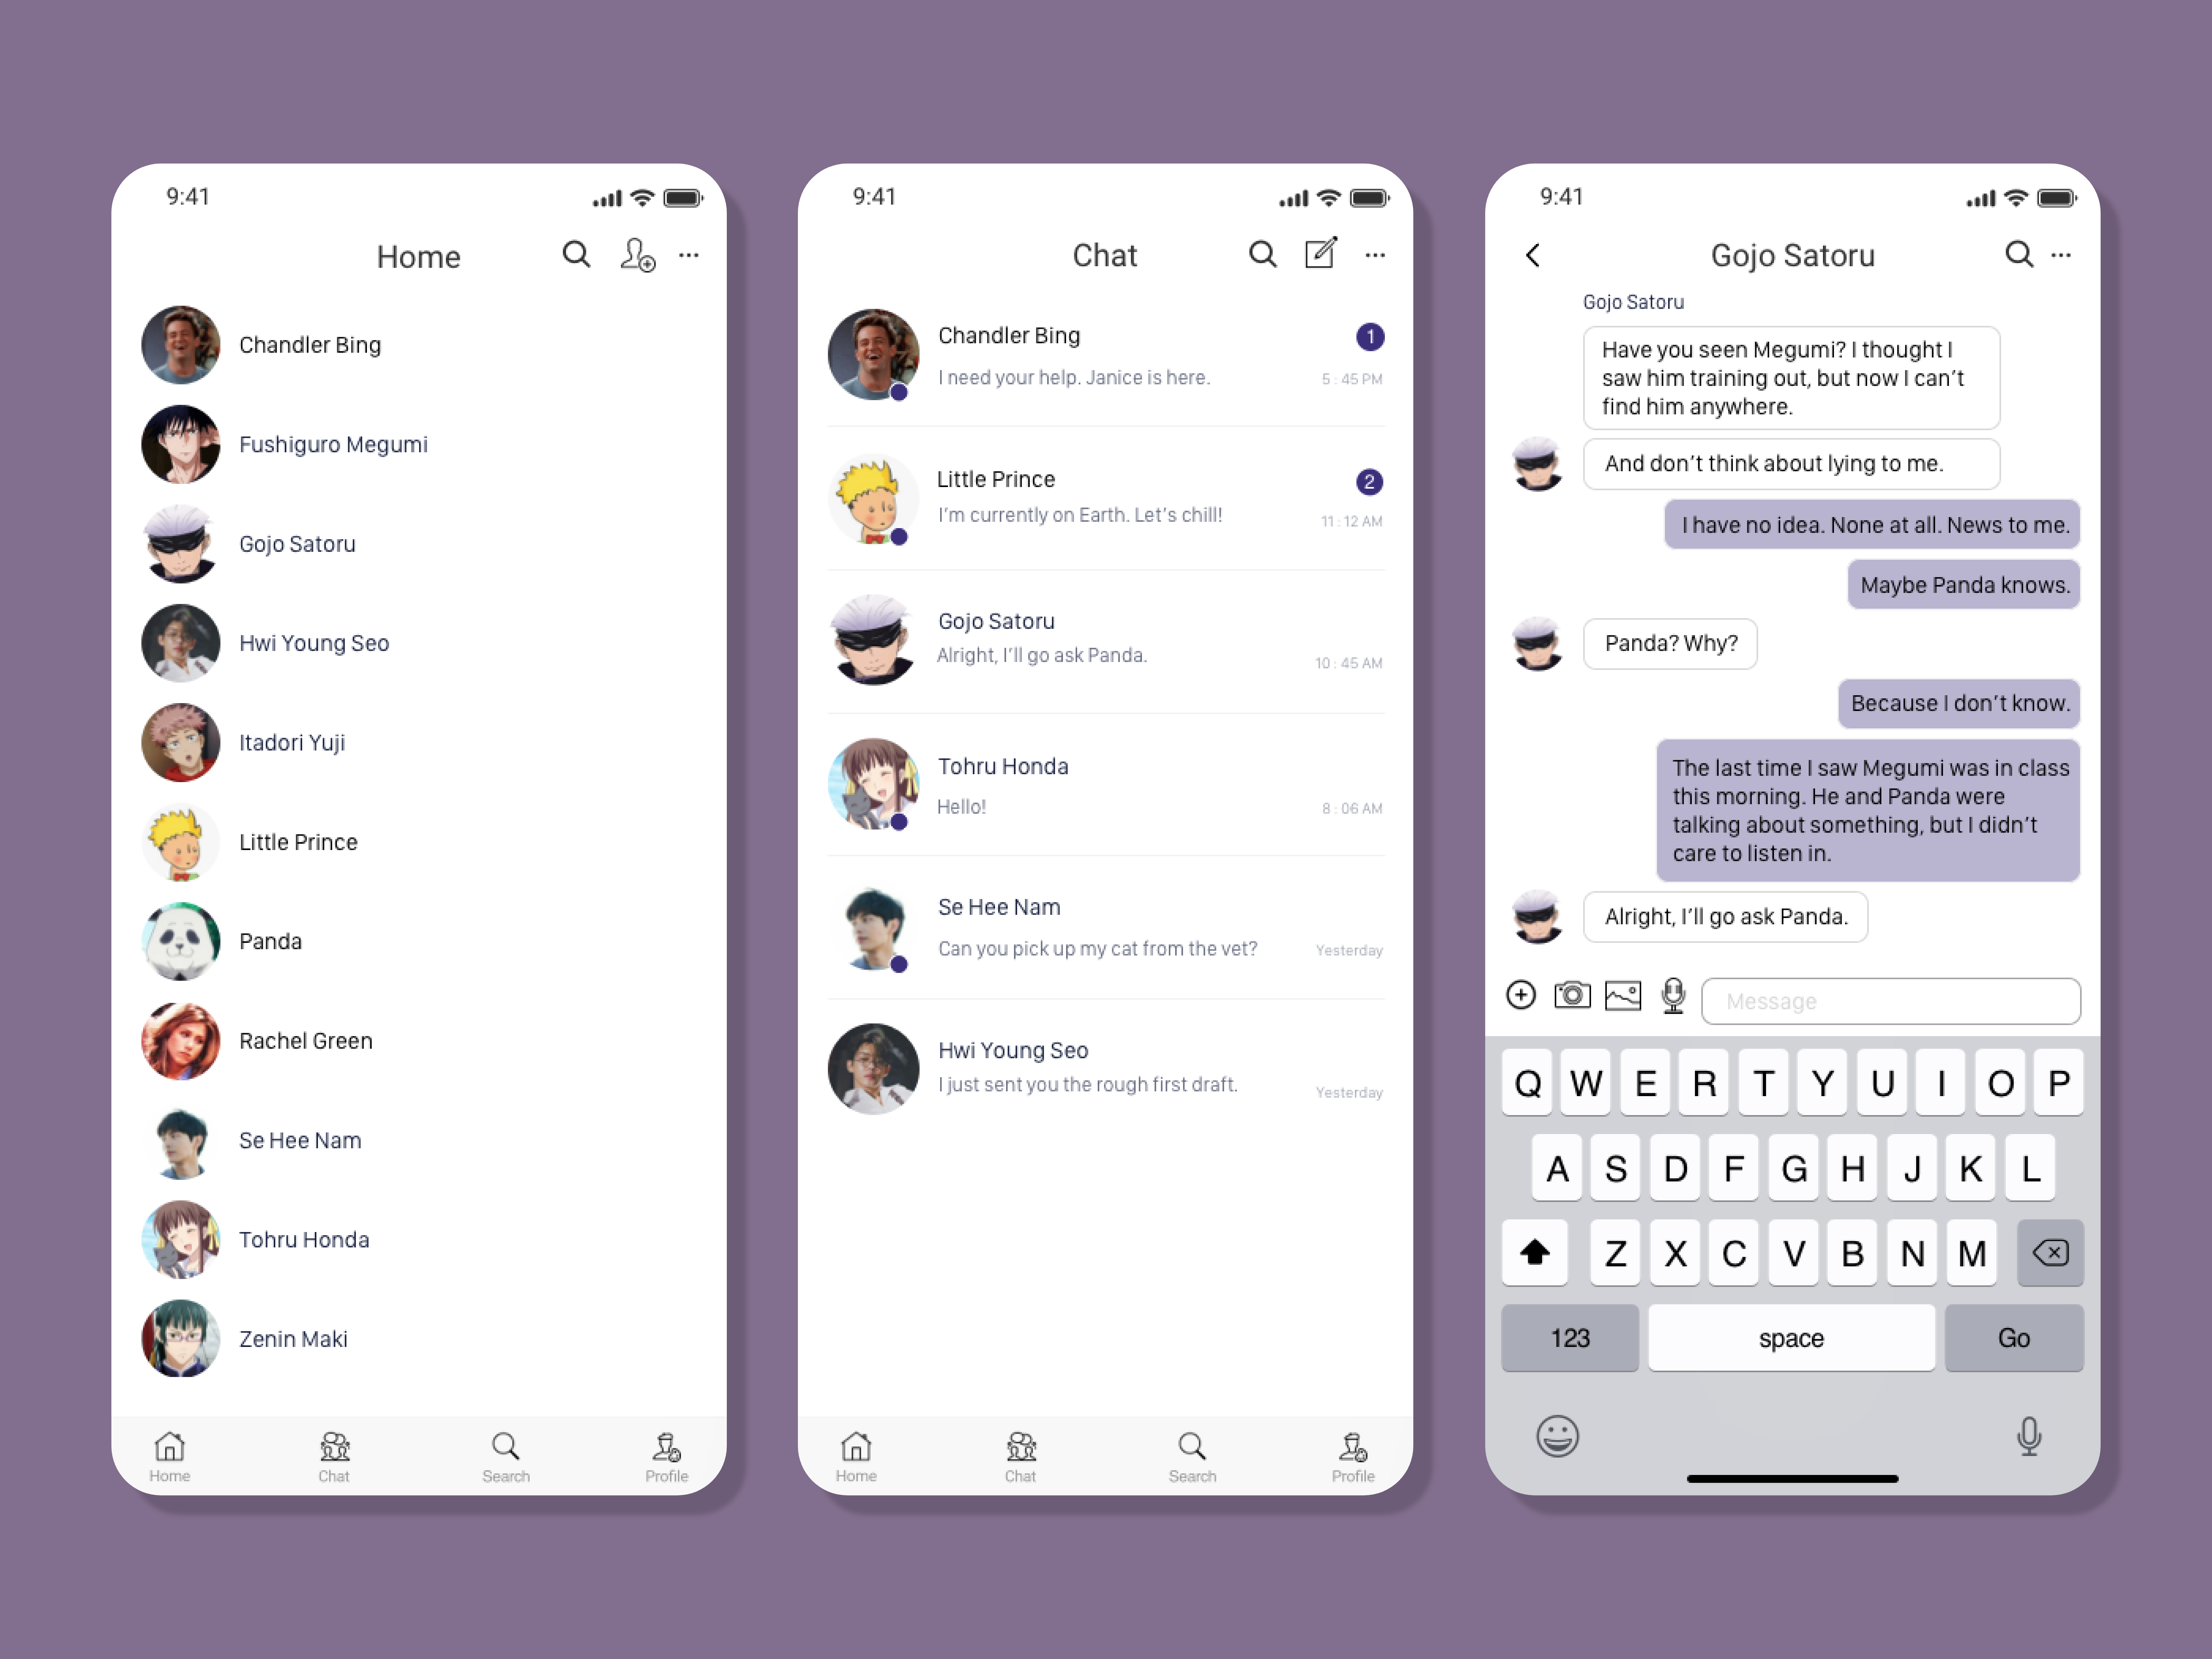 9:41
Home
Chandler Bing
Fushiguro Megumi
Gojo Satoru
Hwi Young Seo
Itadori Yuji
Little Prince
Panda
Rachel Green
Se Hee Nam
Tohru Honda
Zenin Maki
Home Chat Search Profile
9:41
Chat
Chandler Bing 1
I need your help. Janice is here. 5 : 45 PM
Little Prince 2
I'm currently on Earth. Let's chill! 11 : 12 AM
Gojo Satoru
Alright, I'll go ask Panda. 10 : 45 AM
Tohru Honda
Hello! 8 : 06 AM
Se Hee Nam
Can you pick up my cat from the vet? Yesterday
Hwi Young Seo
I just sent you the rough first draft. Yesterday
Home Chat Search Profile
9:41
Gojo Satoru
Gojo Satoru
Have you seen Megumi? I thought I
saw him training out, but now I can't
find him anywhere.
And don't think about lying to me.
I have no idea. None at all. News to me.
Maybe Panda knows.
Panda? Why?
Because I don't know.
The last time I saw Megumi was in class
this morning. He and Panda were
talking about something, but I didn't
care to listen in.
Alright, I'll go ask Panda.
Message
Q W E R T Y U I O P
A S D F G H J K L
Z X C V B N M
123 space Go